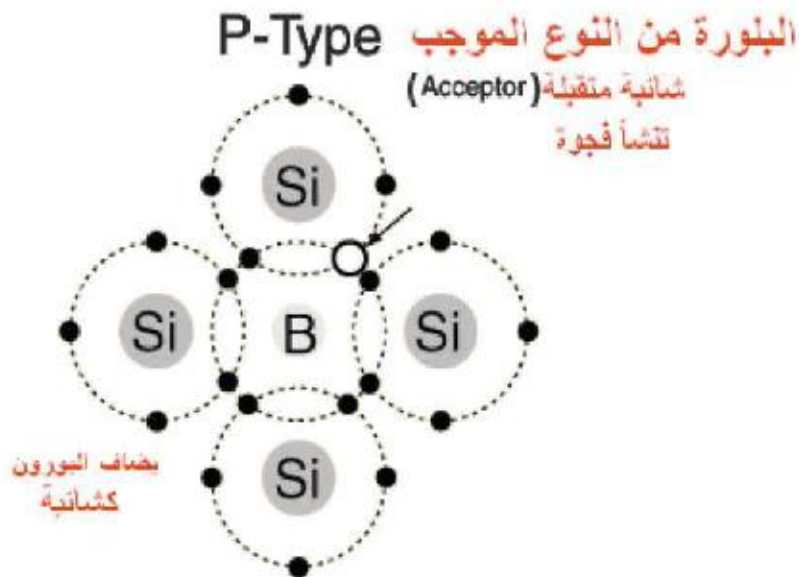 P-Type البلورة من النوع الموجب
شائبة متقبلة (Acceptor)
تنشأ فجوة
Si
Si
B
Si
Si
يضاف البورون
كشائبة